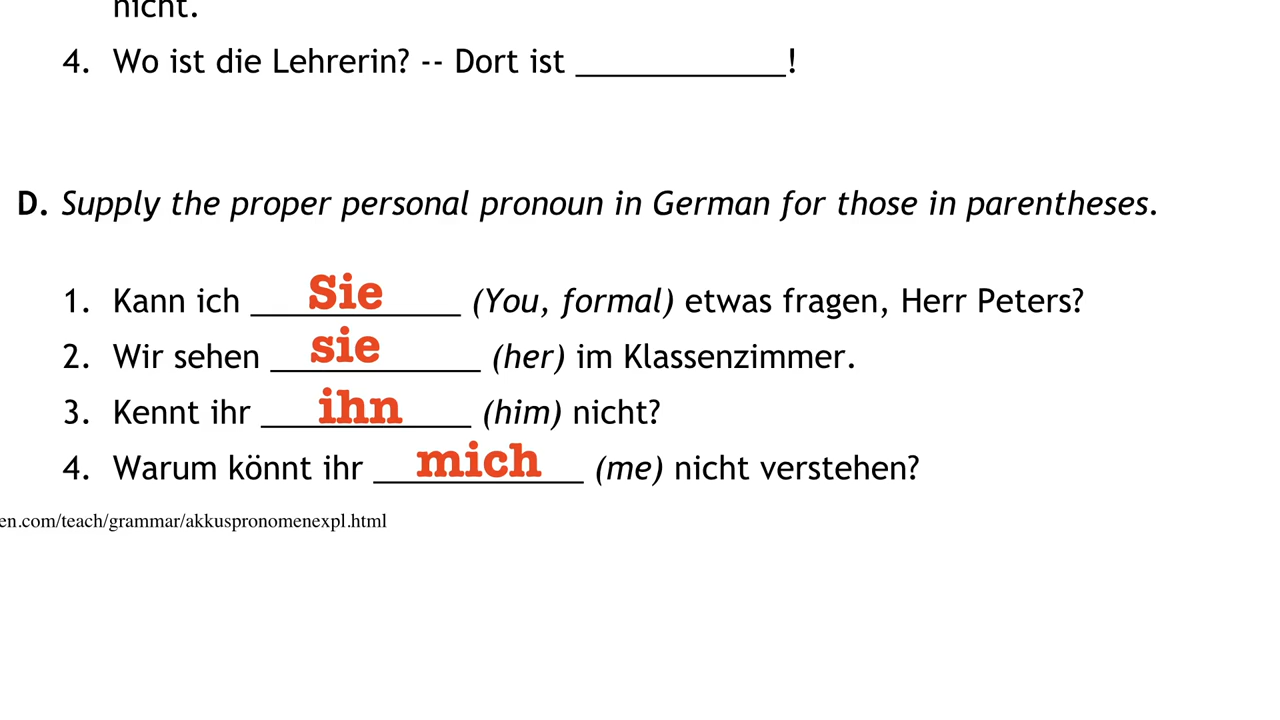 nicht.
4. Wo ist die Lehrerin? -- Dort ist ____________!
D. Supply the proper personal pronoun in German for those in parentheses.
1. Kann ich Sie (You, formal) etwas fragen, Herr Peters?
2. Wir sehen sie (her) im Klassenzimmer.
3. Kennt ihr ihn (him) nicht?
4. Warum könnt ihr mich (me) nicht verstehen?
en.com/teach/grammar/akkuspronomenexpl.html